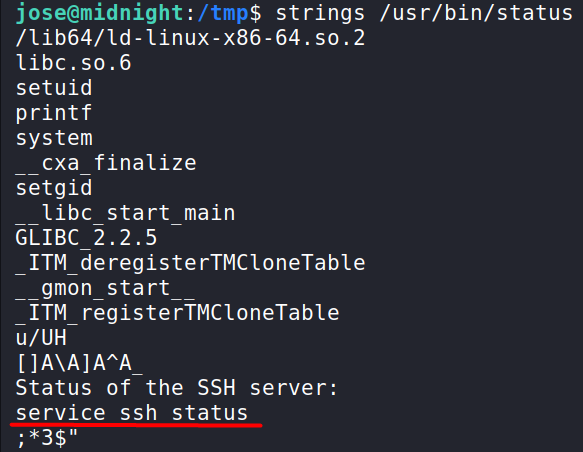 jose@midnight:/tmp$ strings /usr/bin/status
/lib64/ld-linux-x86-64.so.2
libc.so.6
setuid
printf
system
__cxa_finalize
setgid
__libc_start_main
GLIBC_2.2.5
_ITM_deregisterTMCloneTable
__gmon_start__
_ITM_registerTMCloneTable
u/UH
[]A\A]A^A_
Status of the SSH server:
service ssh status
;*3$"